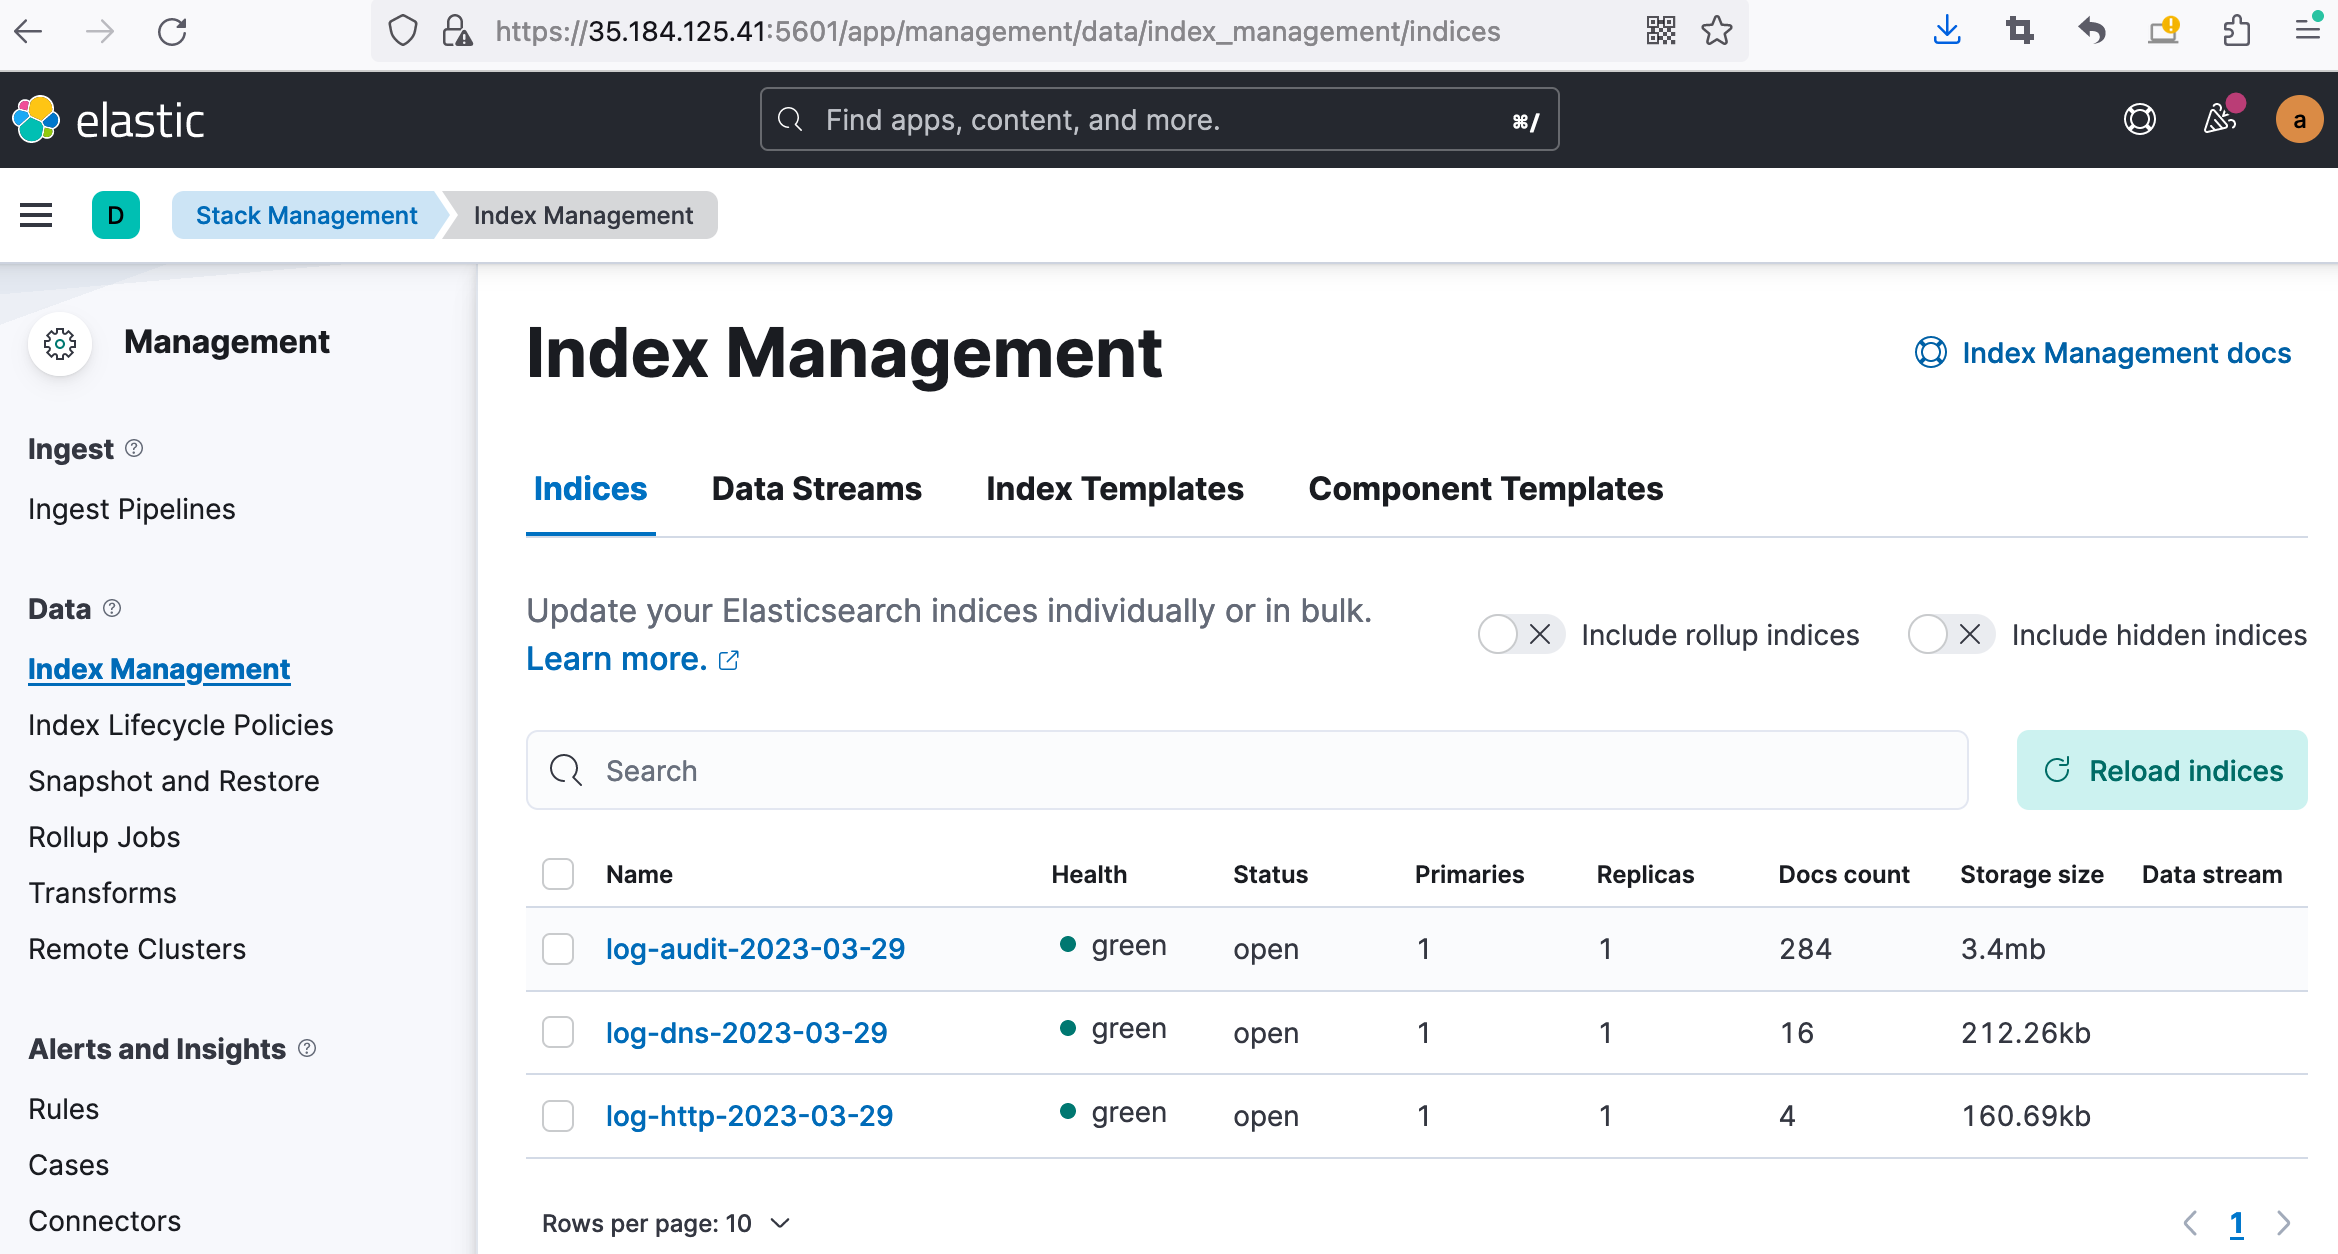 https://35.184.125.41:5601/app/management/data/index_management/indices
elastic
Find apps, content, and more.
⌘/
a
D
Stack Management
Index Management
Management
Ingest
Ingest Pipelines
Data
Index Management
Index Lifecycle Policies
Snapshot and Restore
Rollup Jobs
Transforms
Remote Clusters
Alerts and Insights
Rules
Cases
Connectors
Index Management
Index Management docs
Indices Data Streams Index Templates Component Templates
Update your Elasticsearch indices individually or in bulk.
Learn more.
Include rollup indices
Include hidden indices
Search
Reload indices
Name Health Status Primaries Replicas Docs count Storage size Data stream
log-audit-2023-03-29 green open 1 1 284 3.4mb
log-dns-2023-03-29 green open 1 1 16 212.26kb
log-http-2023-03-29 green open 1 1 4 160.69kb
Rows per page: 10
1